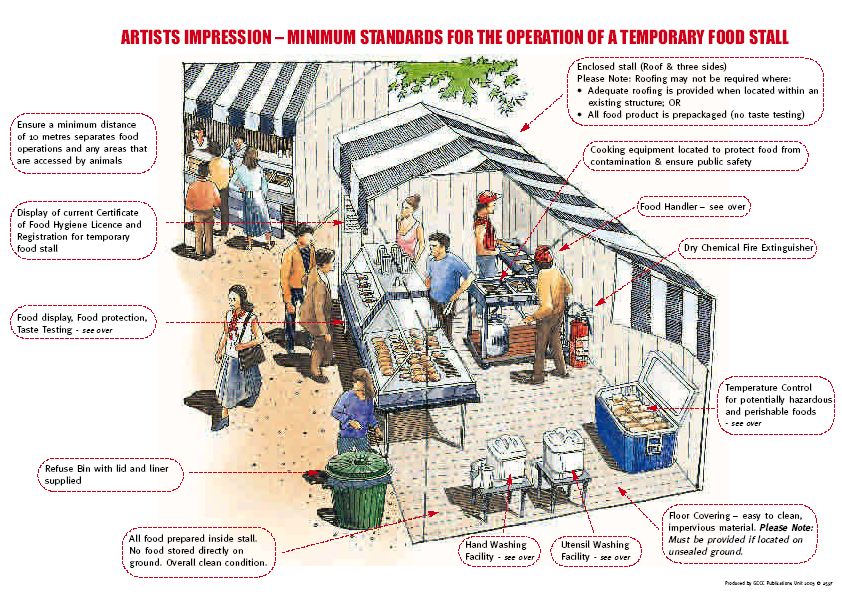 ARTISTS IMPRESSION – MINIMUM STANDARDS FOR THE OPERATION OF A TEMPORARY FOOD STALL
Enclosed stall (Roof & three sides)
Please Note: Roofing may not be required where:
• Adequate roofing is provided when located within an
existing structure; OR
• All food product is prepackaged (no taste testing)
Ensure a minimum distance
of 10 metres separates food
operations and any areas that
are accessed by animals
Cooking equipment located to protect food from
contamination & ensure public safety
Display of current Certificate
of Food Hygiene Licence and
Registration for temporary
food stall
Food Handler – see over
Dry Chemical Fire Extinguisher
Food display, Food protection,
Taste Testing - see over
Temperature Control
for potentially hazardous
and perishable foods
- see over
Refuse Bin with lid and liner
supplied
All food prepared inside stall.
No food stored directly on
ground. Overall clean condition.
Hand Washing
Facility - see over
Utensil Washing
Facility - see over
Floor Covering – easy to clean,
impervious material. Please Note:
Must be provided if located on
unsealed ground.
Produced by GCCC Publications Unit 2005 ©